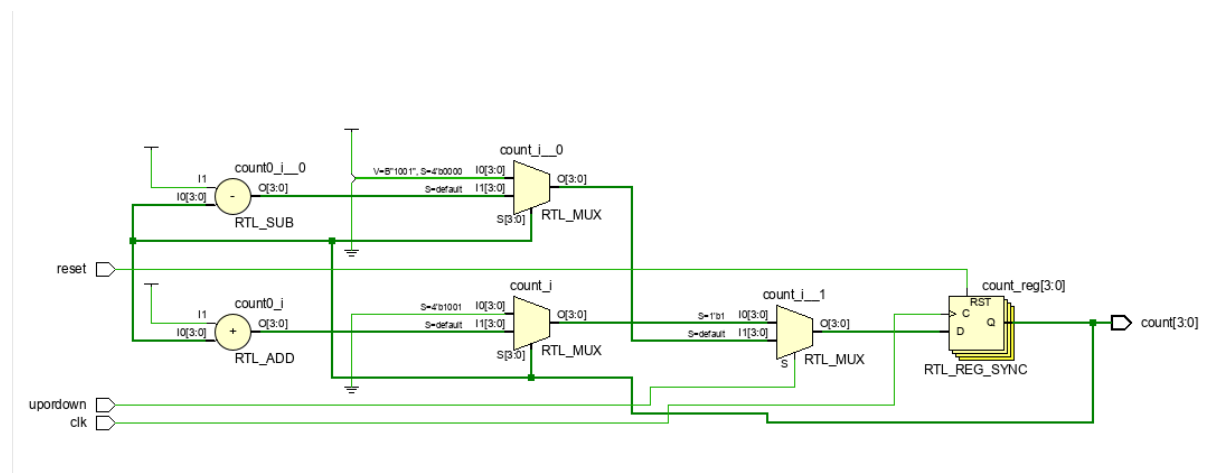 count_i__0
count0_i__0
V=B"1001", S=4'b0000 I0[3:0]
I1
O[3:0]
O[3:0]
S=default I1[3:0]
I0[3:0]
-
S[3:0]
RTL_MUX
RTL_SUB
reset
count_reg[3:0]
count0_i
count_i
count_i__1
RST
S=4'b1001 I0[3:0]
I1
O[3:0]
O[3:0]
S=1'b1 I0[3:0]
O[3:0]
C
Q
count[3:0]
I0[3:0]
+
S=default I1[3:0]
S=default I1[3:0]
D
S[3:0]
RTL_MUX
RTL_ADD
S
RTL_MUX
RTL_REG_SYNC
upordown
clk